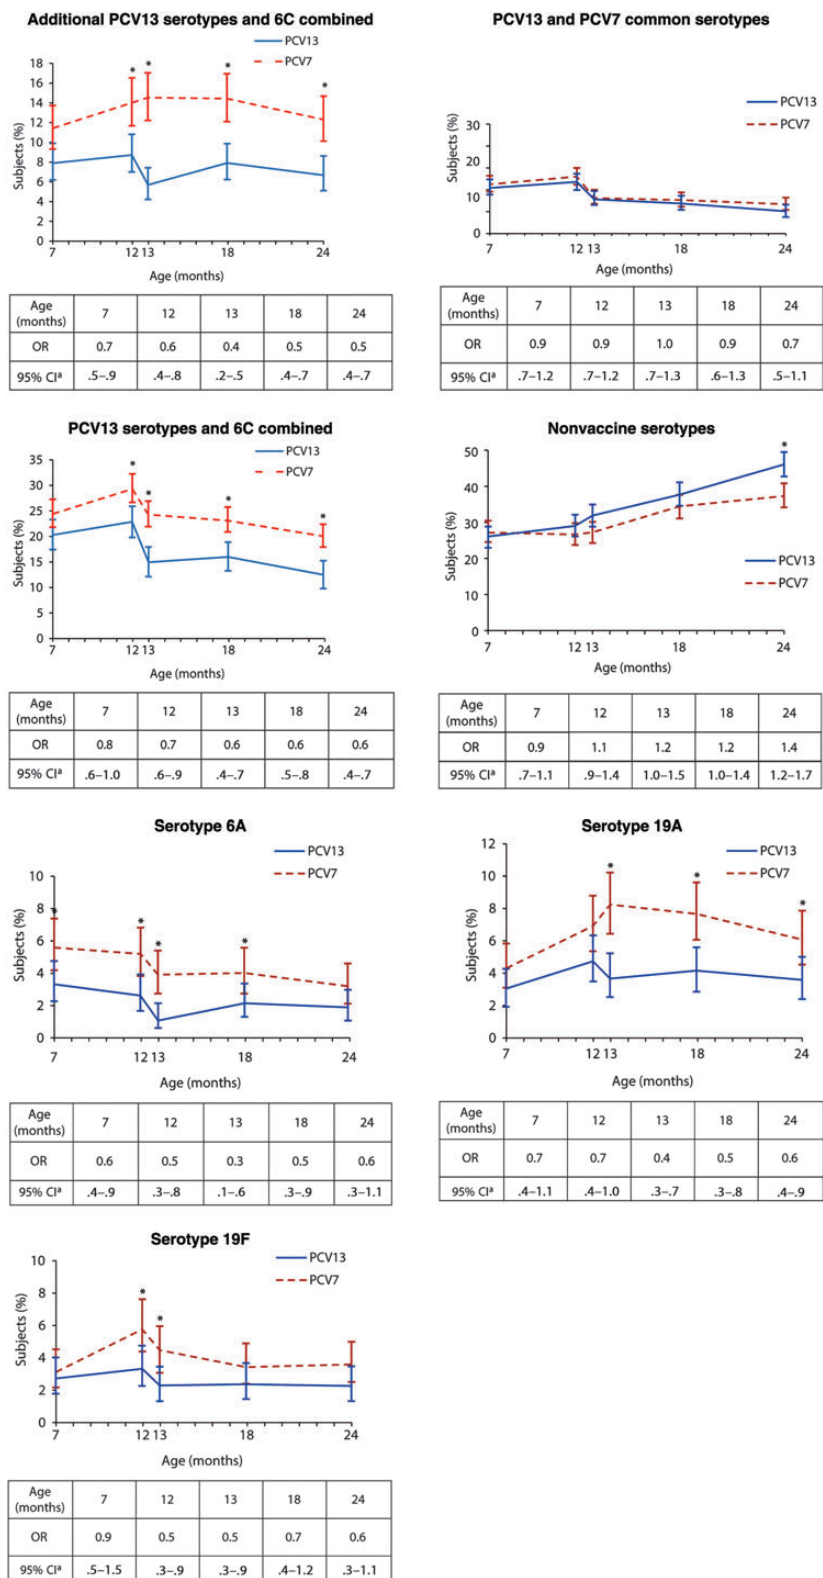 Additional PCV13 serotypes and 6C combined
PCV13
PCV7
Subjects (%)
18
16
14
12
10
8
6
4
2
0
* * * *
7 12 13 18 24
Age (months)
Age (months) 7 12 13 18 24
OR 0.7 0.6 0.4 0.5 0.5
95% CIª .5–.9 .4–.8 .2–.5 .4–.7 .4–.7
PCV13 and PCV7 common serotypes
PCV13
PCV7
Subjects (%)
30
20
10
0
7 12 13 18 24
Age (months)
Age (months) 7 12 13 18 24
OR 0.9 0.9 1.0 0.9 0.7
95% CIª .7–1.2 .7–1.2 .7–1.3 .6–1.3 .5–1.1
PCV13 serotypes and 6C combined
PCV13
PCV7
Subjects (%)
35
30
25
20
15
10
5
0
* * * *
7 12 13 18 24
Age (months)
Age (months) 7 12 13 18 24
OR 0.8 0.7 0.6 0.6 0.6
95% CIª .6–1.0 .6–.9 .4–.7 .5–.8 .4–.7
Nonvaccine serotypes
Subjects (%)
50
40
30
20
10
0
*
PCV13
PCV7
7 12 13 18 24
Age (months)
Age (months) 7 12 13 18 24
OR 0.9 1.1 1.2 1.2 1.4
95% CIª .7–1.1 .9–1.4 1.0–1.5 1.0–1.4 1.2–1.7
Serotype 6A
PCV13
PCV7
Subjects (%)
10
8
6
4
2
0
* * * *
7 12 13 18 24
Age (months)
Age (months) 7 12 13 18 24
OR 0.6 0.5 0.3 0.5 0.6
95% CIª .4–.9 .3–.8 .1–.6 .3–.9 .3–1.1
Serotype 19A
PCV13
PCV7
Subjects (%)
12
10
8
6
4
2
0
* * *
7 12 13 18 24
Age (months)
Age (months) 7 12 13 18 24
OR 0.7 0.7 0.4 0.5 0.6
95% CIª .4–1.1 .4–1.0 .3–.7 .3–.8 .4–.9
Serotype 19F
PCV13
PCV7
Subjects (%)
10
8
6
4
2
0
* *
7 12 13 18 24
Age (months)
Age (months) 7 12 13 18 24
OR 0.9 0.5 0.5 0.7 0.6
95% CIª .5–1.5 .3–.9 .3–.9 .4–1.2 .3–1.1